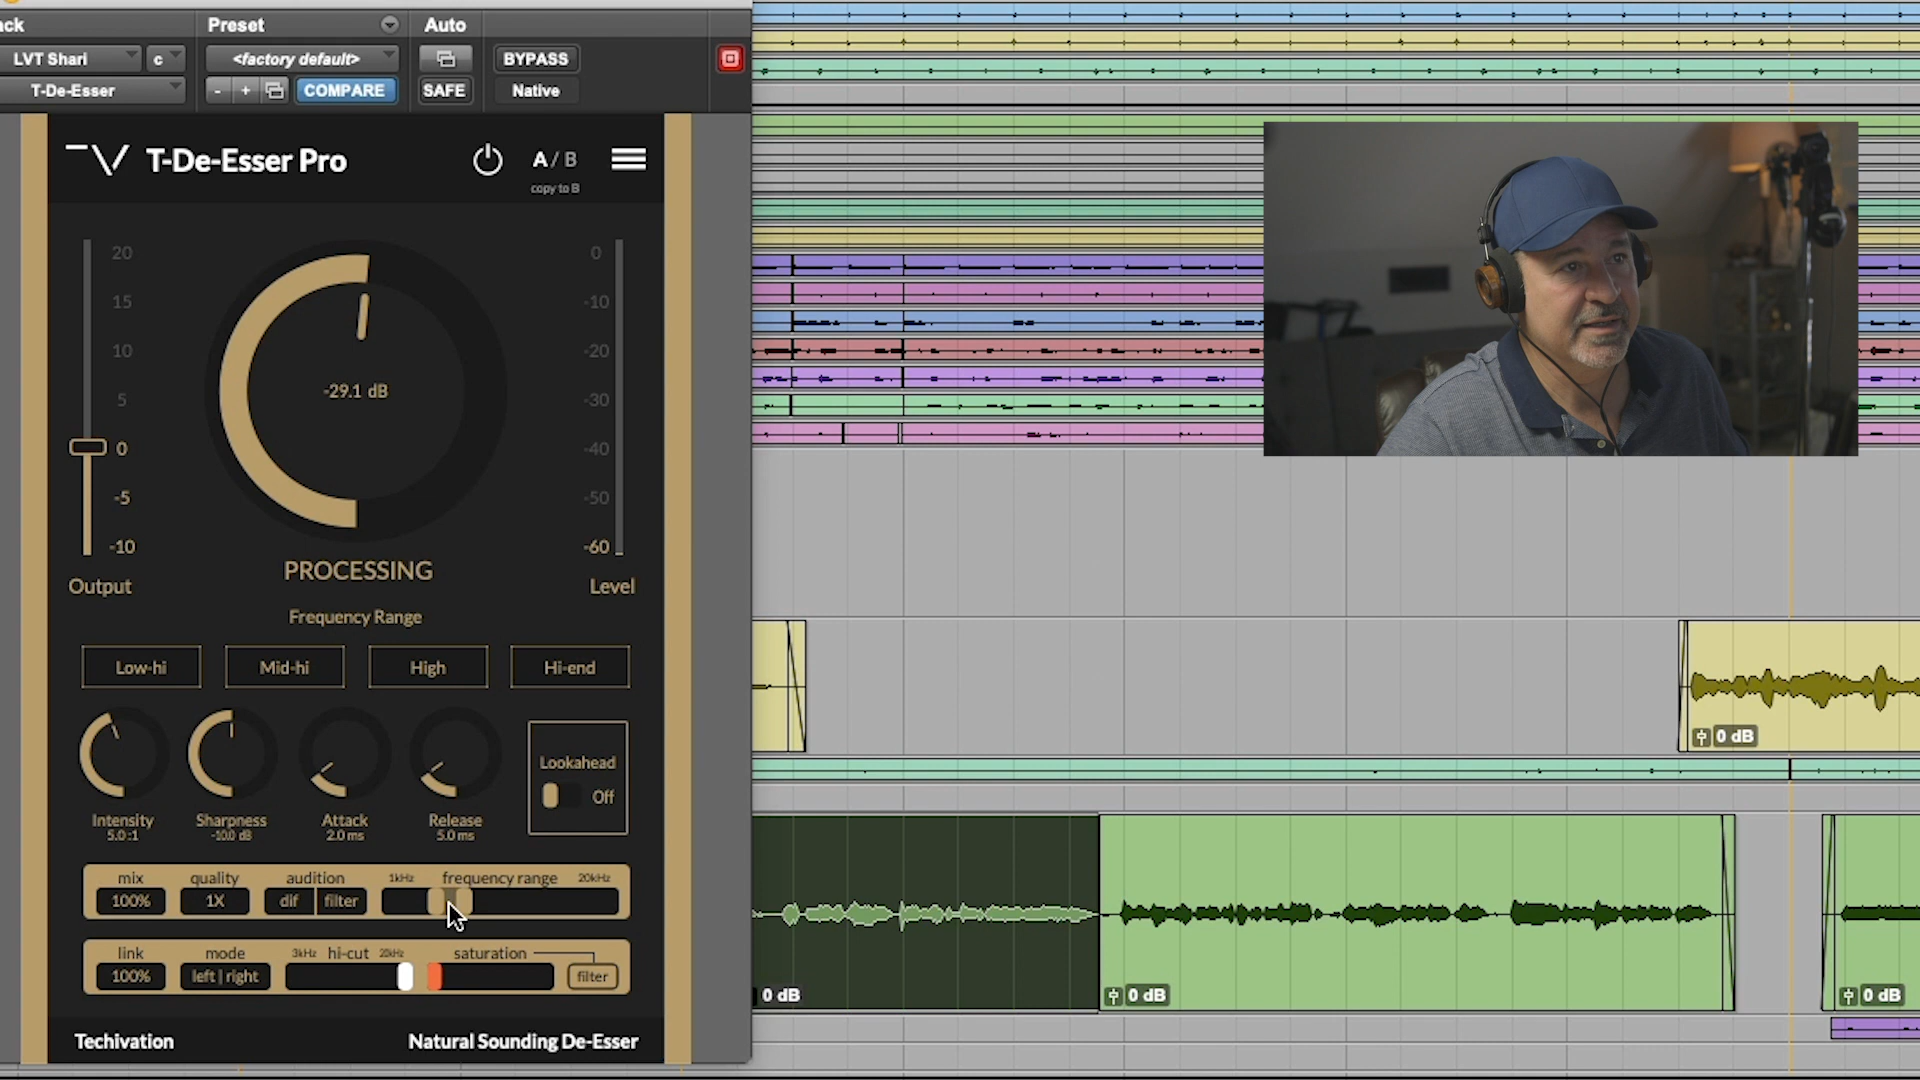 ck Preset Auto
LVT Shari c <factory default> BYPASS
T-De-Esser - + COMPARE SAFE Native
T-De-Esser Pro A / B
copy to B
20 0
15 -10
10 -20
5 -30
0 -40
-5 -50
-10 -60
-29.1 dB
PROCESSING
Output Level
Frequency Range
Low-hi Mid-hi High Hi-end
Lookahead
Off
Intensity Sharpness Attack Release
5.0 :1 -10.0 dB 2.0 ms 5.0 ms
mix quality audition 1kHz frequency range 20kHz
100% 1X dif filter
link mode 3kHz hi-cut 20kHz saturation
100% left | right filter
Techivation Natural Sounding De-Esser
0 dB
0 dB 0 dB 0 dB